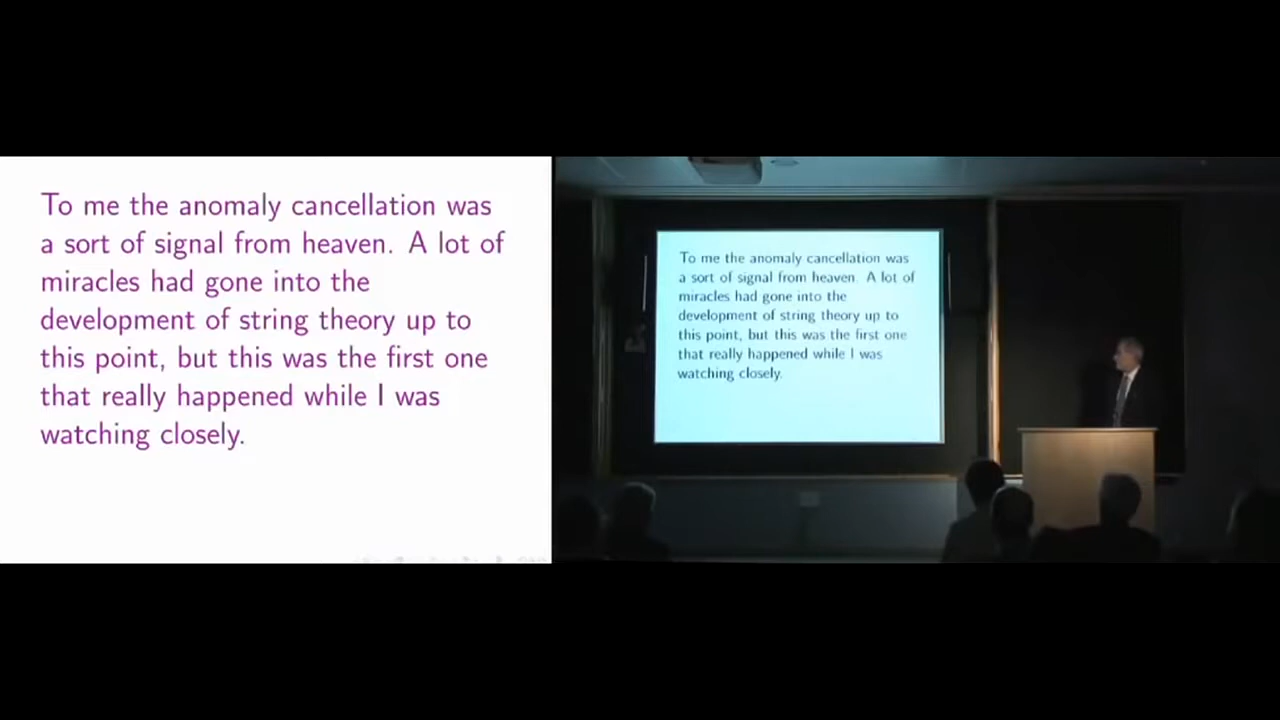 To me the anomaly cancellation was
a sort of signal from heaven. A lot of
miracles had gone into the
development of string theory up to
this point, but this was the first one
that really happened while I was
watching closely.
To me the anomaly cancellation was
a sort of signal from heaven. A lot of
miracles had gone into the
development of string theory up to
this point, but this was the first one
that really happened while I was
watching closely.